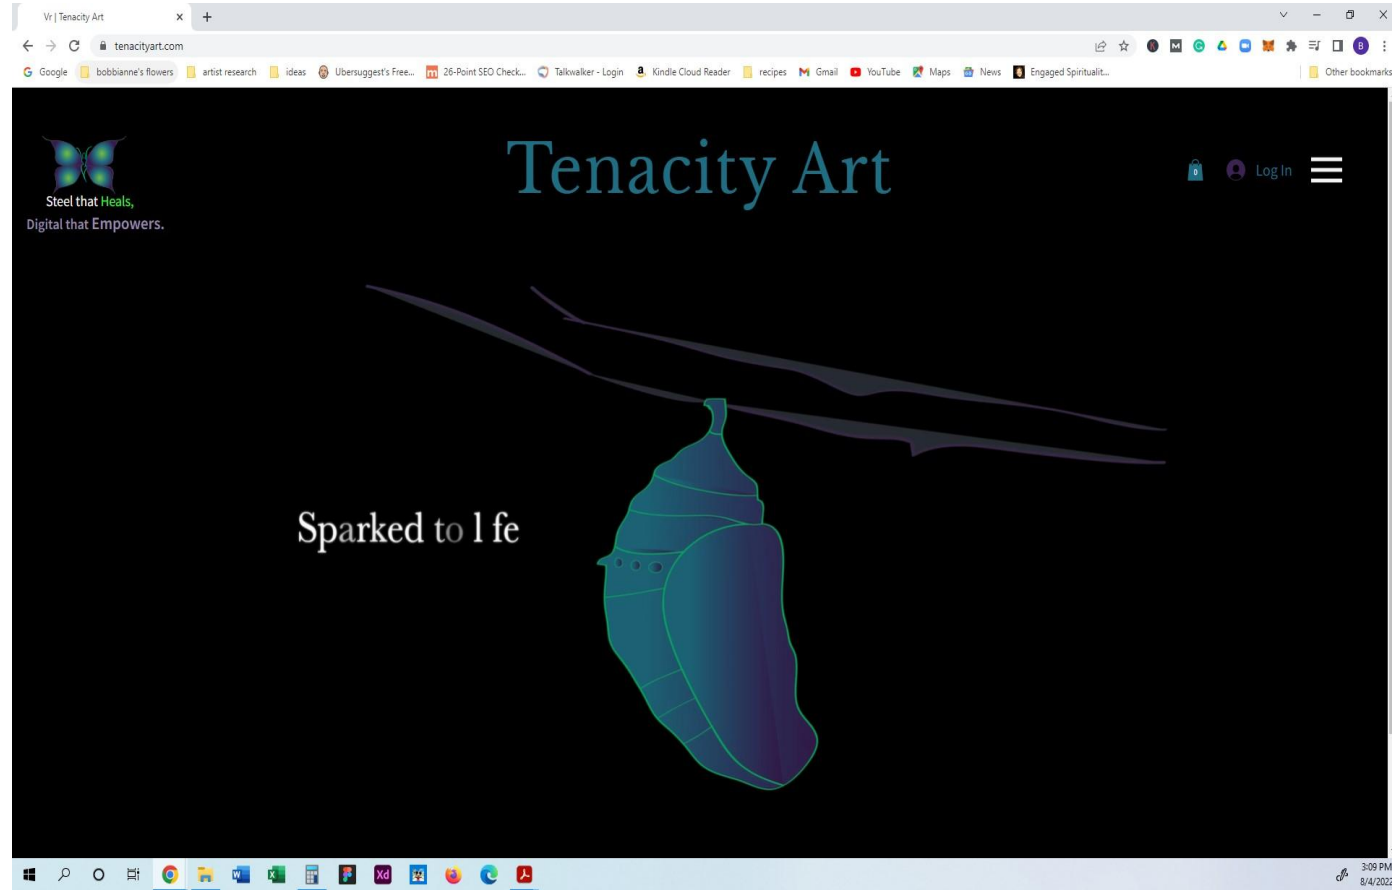 Vr | Tenacity Art
tenacityart.com
Google bobbianne's flowers artist research ideas Ubersuggest's Free... 26-Point SEO Check... Talkwalker - Login Kindle Cloud Reader recipes Gmail YouTube Maps News Engaged Spiritualit... Other bookmarks
Tenacity Art
0 Log In
Steel that Heals,
Digital that Empowers.
Sparked to l fe
Xd
3:09 PM
8/4/2022